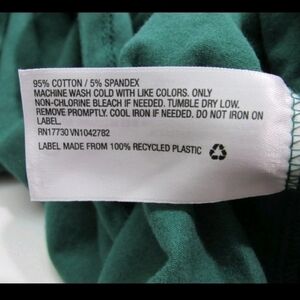 95% COTTON / 5% SPANDEX
MACHINE WASH COLD WITH LIKE COLORS. ONLY
NON-CHLORINE BLEACH IF NEEDED. TUMBLE DRY LOW.
REMOVE PROMPTLY. COOL IRON IF NEEDED. DO NOT IRON ON
LABEL.
RN17730 VN1042782
LABEL MADE FROM 100% RECYCLED PLASTIC